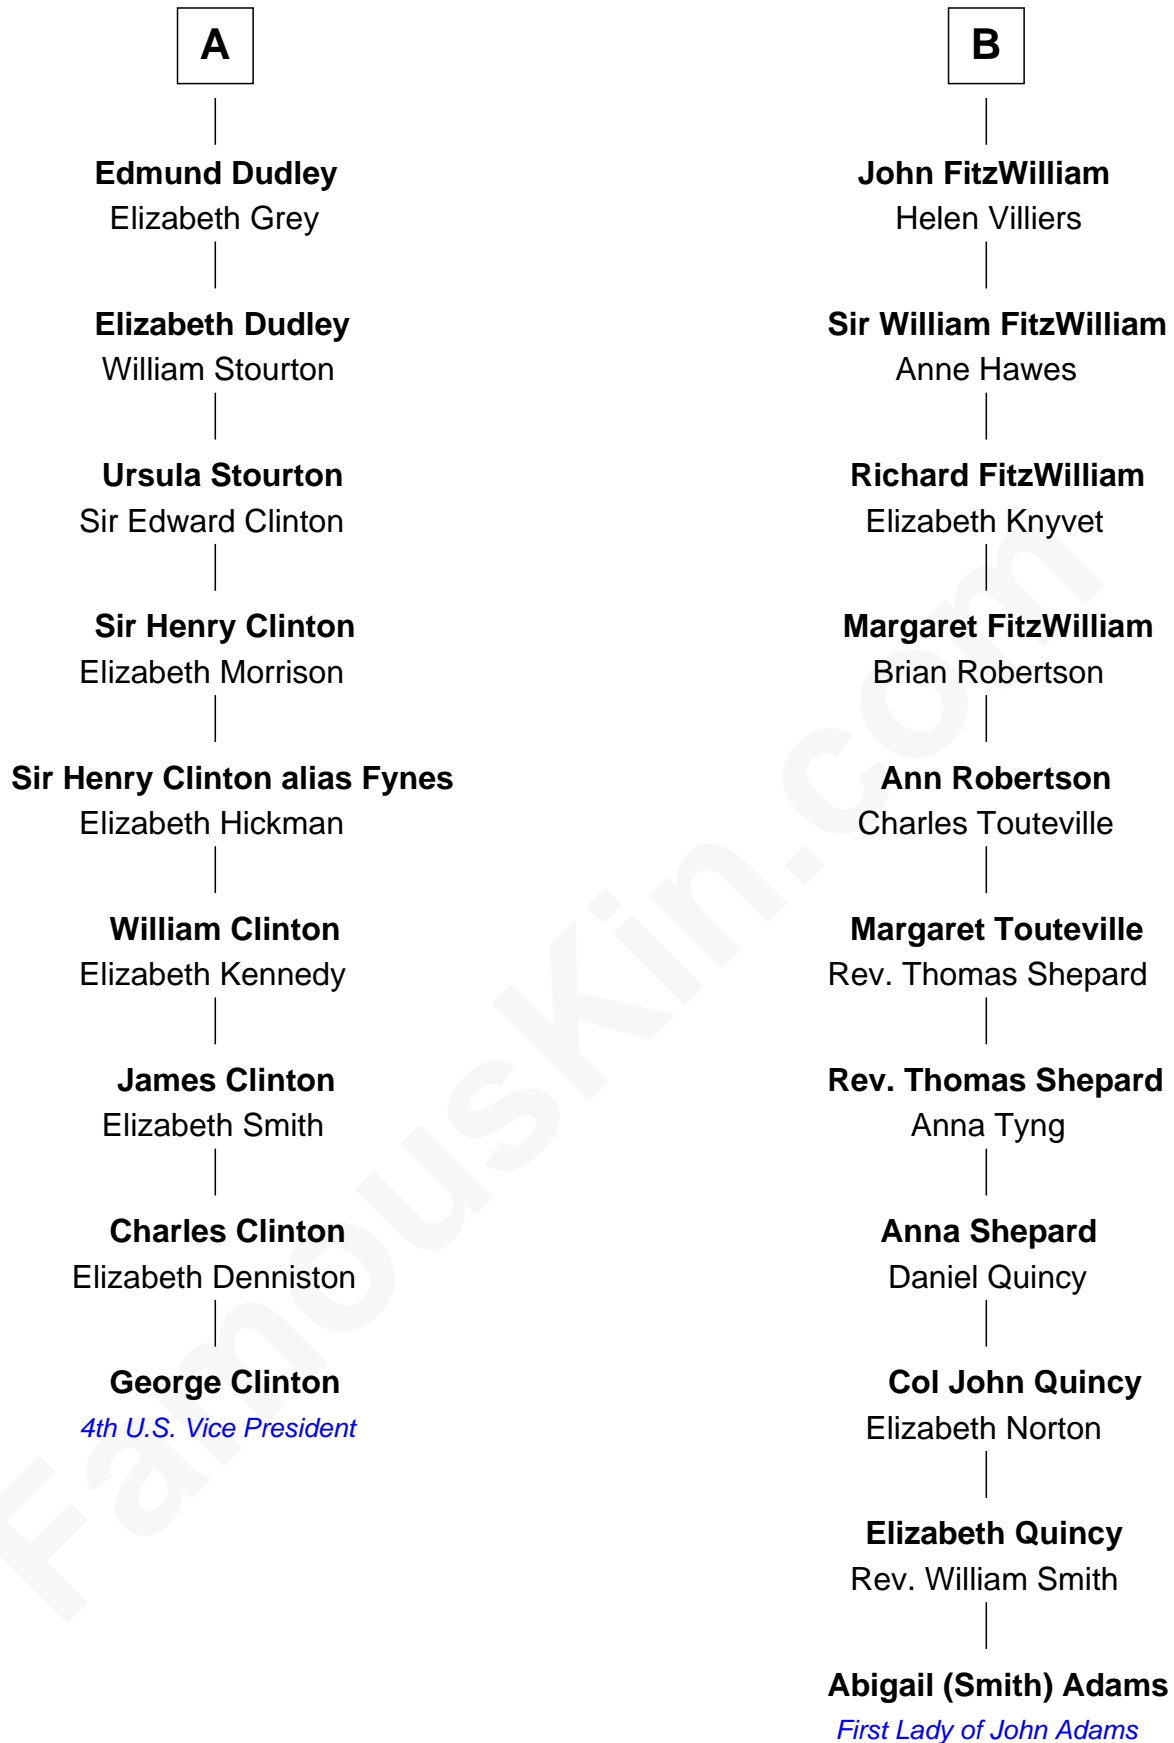 A
Edmund Dudley
Elizabeth Grey
Elizabeth Dudley
William Stourton
Ursula Stourton
Sir Edward Clinton
Sir Henry Clinton
Elizabeth Morrison
Sir Henry Clinton alias Fynes
Elizabeth Hickman
William Clinton
Elizabeth Kennedy
James Clinton
Elizabeth Smith
Charles Clinton
Elizabeth Denniston
George Clinton
4th U.S. Vice President
B
John FitzWilliam
Helen Villiers
Sir William FitzWilliam
Anne Hawes
Richard FitzWilliam
Elizabeth Knyvet
Margaret FitzWilliam
Brian Robertson
Ann Robertson
Charles Touteville
Margaret Touteville
Rev. Thomas Shepard
Rev. Thomas Shepard
Anna Tyng
Anna Shepard
Daniel Quincy
Col John Quincy
Elizabeth Norton
Elizabeth Quincy
Rev. William Smith
Abigail (Smith) Adams
First Lady of John Adams
FamousKin.com